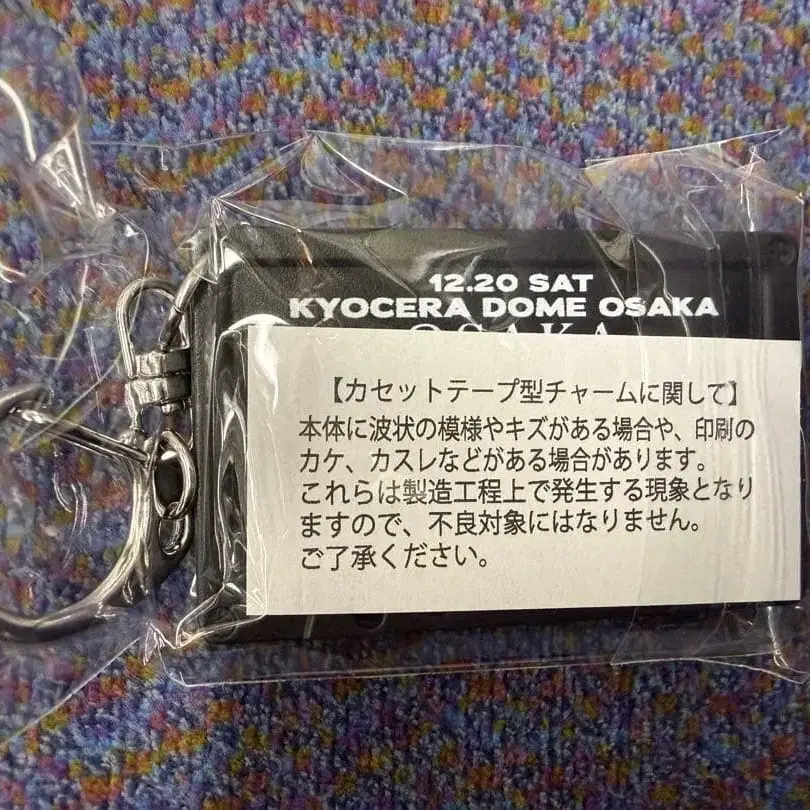 12.20 SAT
KYOCERA DOME OSAKA
OSAKA
【カセットテープ型チャームに関して】
本体に波状の模様やキズがある場合や、印刷の
カケ、カスレなどがある場合があります。
これらは製造工程上で発生する現象となり
ますので、不良対象にはなりません。
ご了承ください。